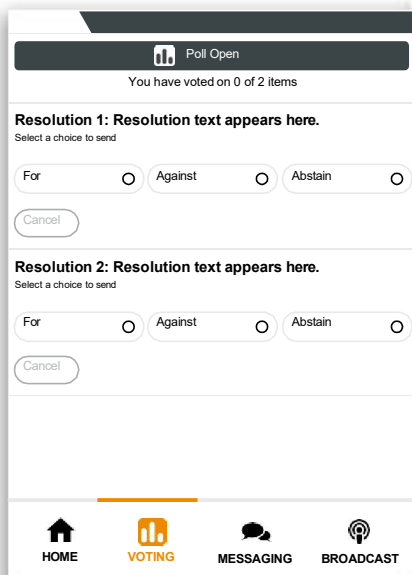 Poll Open
You have voted on 0 of 2 items
Resolution 1: Resolution text appears here.
Select a choice to send
For Against Abstain
Cancel
Resolution 2: Resolution text appears here.
Select a choice to send
For Against Abstain
Cancel
HOME VOTING MESSAGING BROADCAST